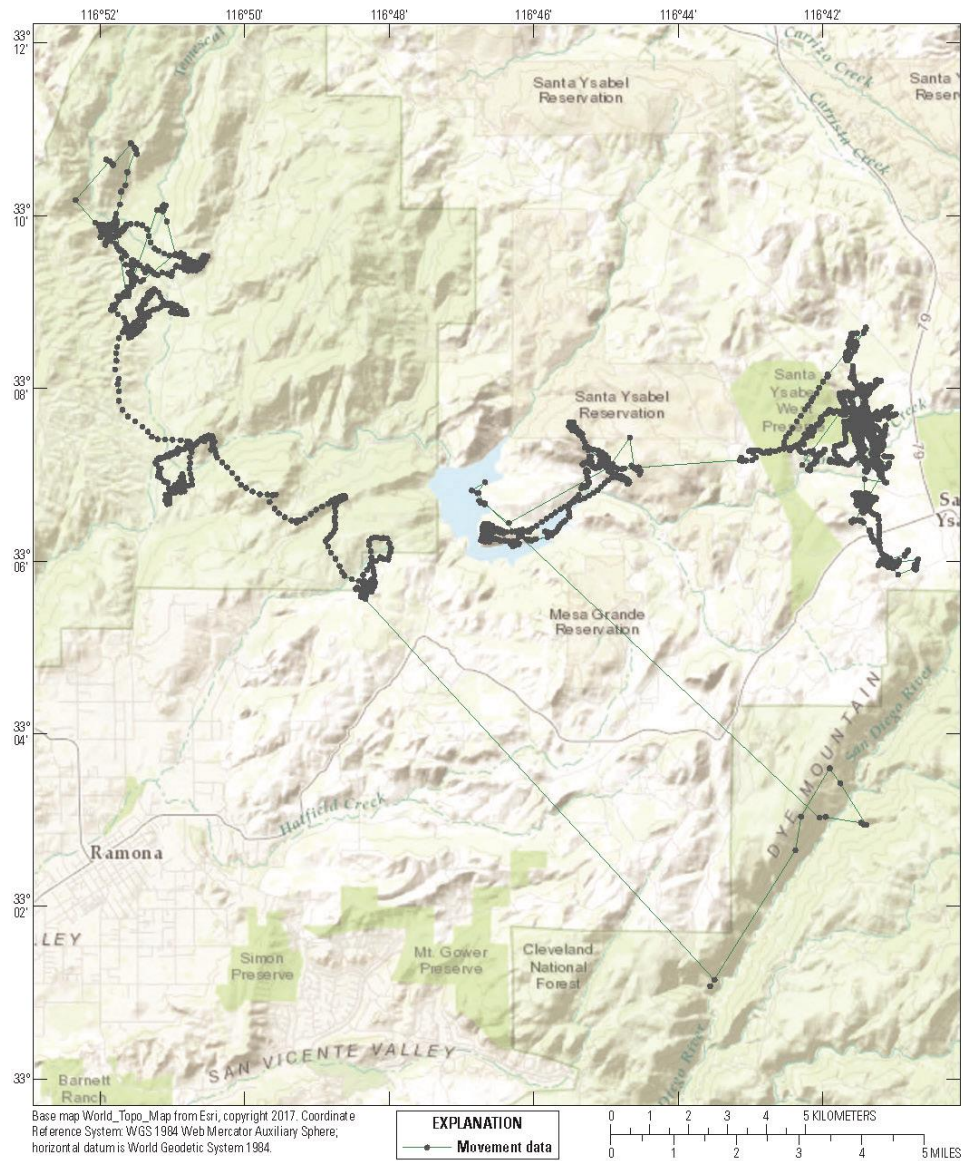 116°52'
116°50'
116°48'
116°46'
116°44'
116°42'
33°
12'
Temescal
Carrizo Creek
Santa Ysabel
Reservation
Santa Y
Reser
Carrista Creek
33°
10'
79
33°
08'
Santa
Ysabel
We
Preserve
Santa Ysabel
Reservation
Creek
79
Sa
Ys
33°
06'
Mesa Grande
Reservation
33°
04'
DYE MOUNTAIN
San Diego River
Hatfield Creek
Ramona
33°
02'
LLEY
Simon
Preserve
Mt. Gower
Preserve
Cleveland
National
Forest
SAN VICENTE VALLEY
Diego River
33°
Barnett
Ranch
Base map World_Topo_Map from Esri, copyright 2017. Coordinate
Reference System: WGS 1984 Web Mercator Auxiliary Sphere;
horizontal datum is World Geodetic System 1984.
EXPLANATION
Movement data
0 1 2 3 4 5 KILOMETERS
0 1 2 3 4 5 MILES